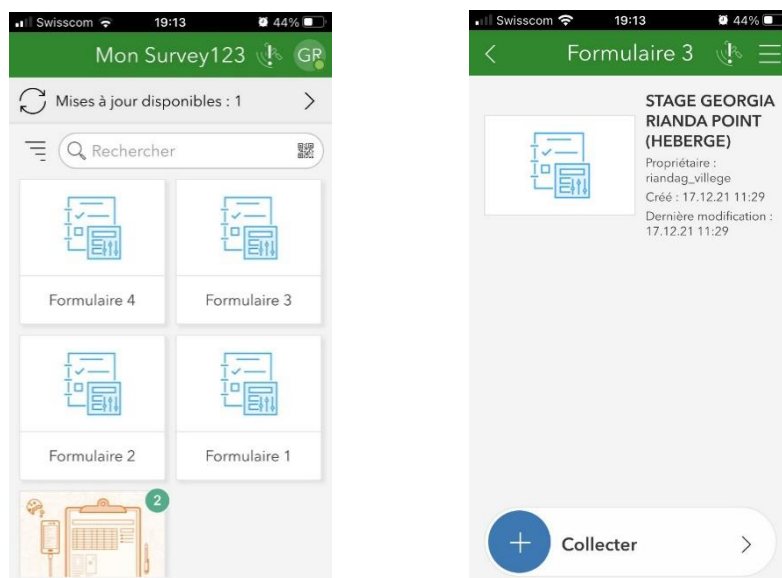 Swisscom 19:13 44%
Mon Survey123 GR
Mises à jour disponibles : 1
Rechercher
Formulaire 4 Formulaire 3
Formulaire 2 Formulaire 1
2
Swisscom 19:13 44%
Formulaire 3
STAGE GEORGIA
RIANDA POINT
(HEBERGE)
Propriétaire :
riandag_villege
Créé : 17.12.21 11:29
Dernière modification :
17.12.21 11:29
Collecter